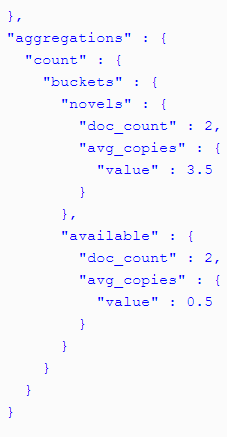 },
"aggregations" : {
  "count" : {
    "buckets" : {
      "novels" : {
        "doc_count" : 2,
        "avg_copies" : {
          "value" : 3.5
        }
      },
      "available" : {
        "doc_count" : 2,
        "avg_copies" : {
          "value" : 0.5
        }
      }
    }
  }
}